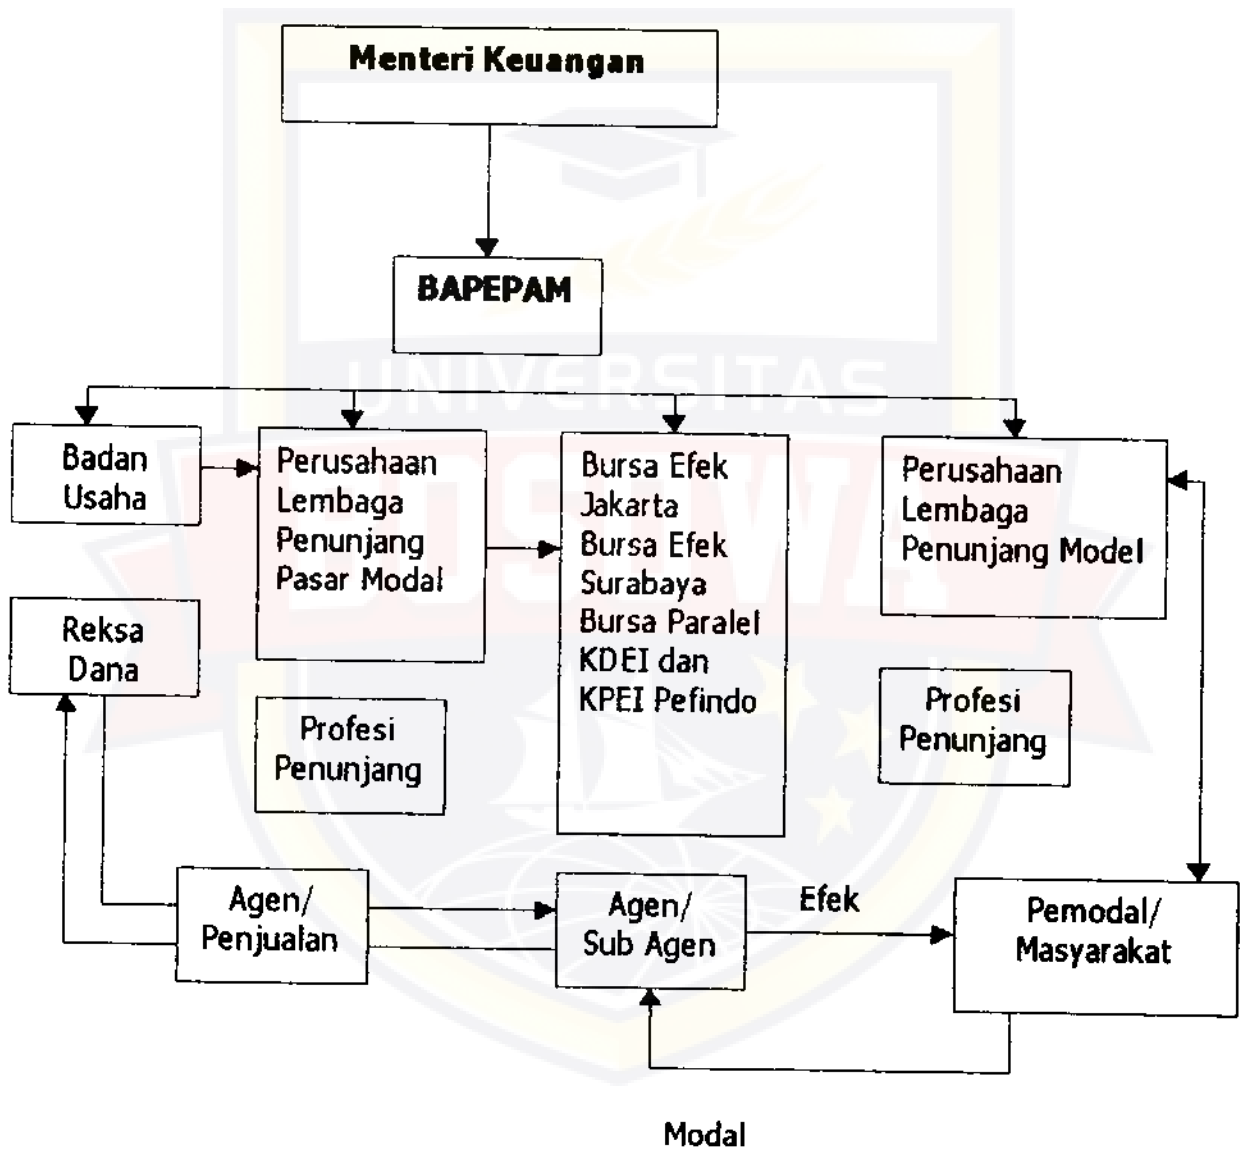 Menteri Keuangan
BAPEPAM
UNIVERSITAS
BOSOWA
Badan
Usaha
Perusahaan
Lembaga
Penunjang
Pasar Modal
Bursa Efek
Jakarta
Bursa Efek
Surabaya
Bursa Paralel
KDEI dan
KPEI Pefindo
Perusahaan
Lembaga
Penunjang Model
Reksa
Dana
Profesi
Penunjang
Profesi
Penunjang
Agen/
Penjualan
Agen/
Sub Agen
Efek
Pemodal/
Masyarakat
Modal